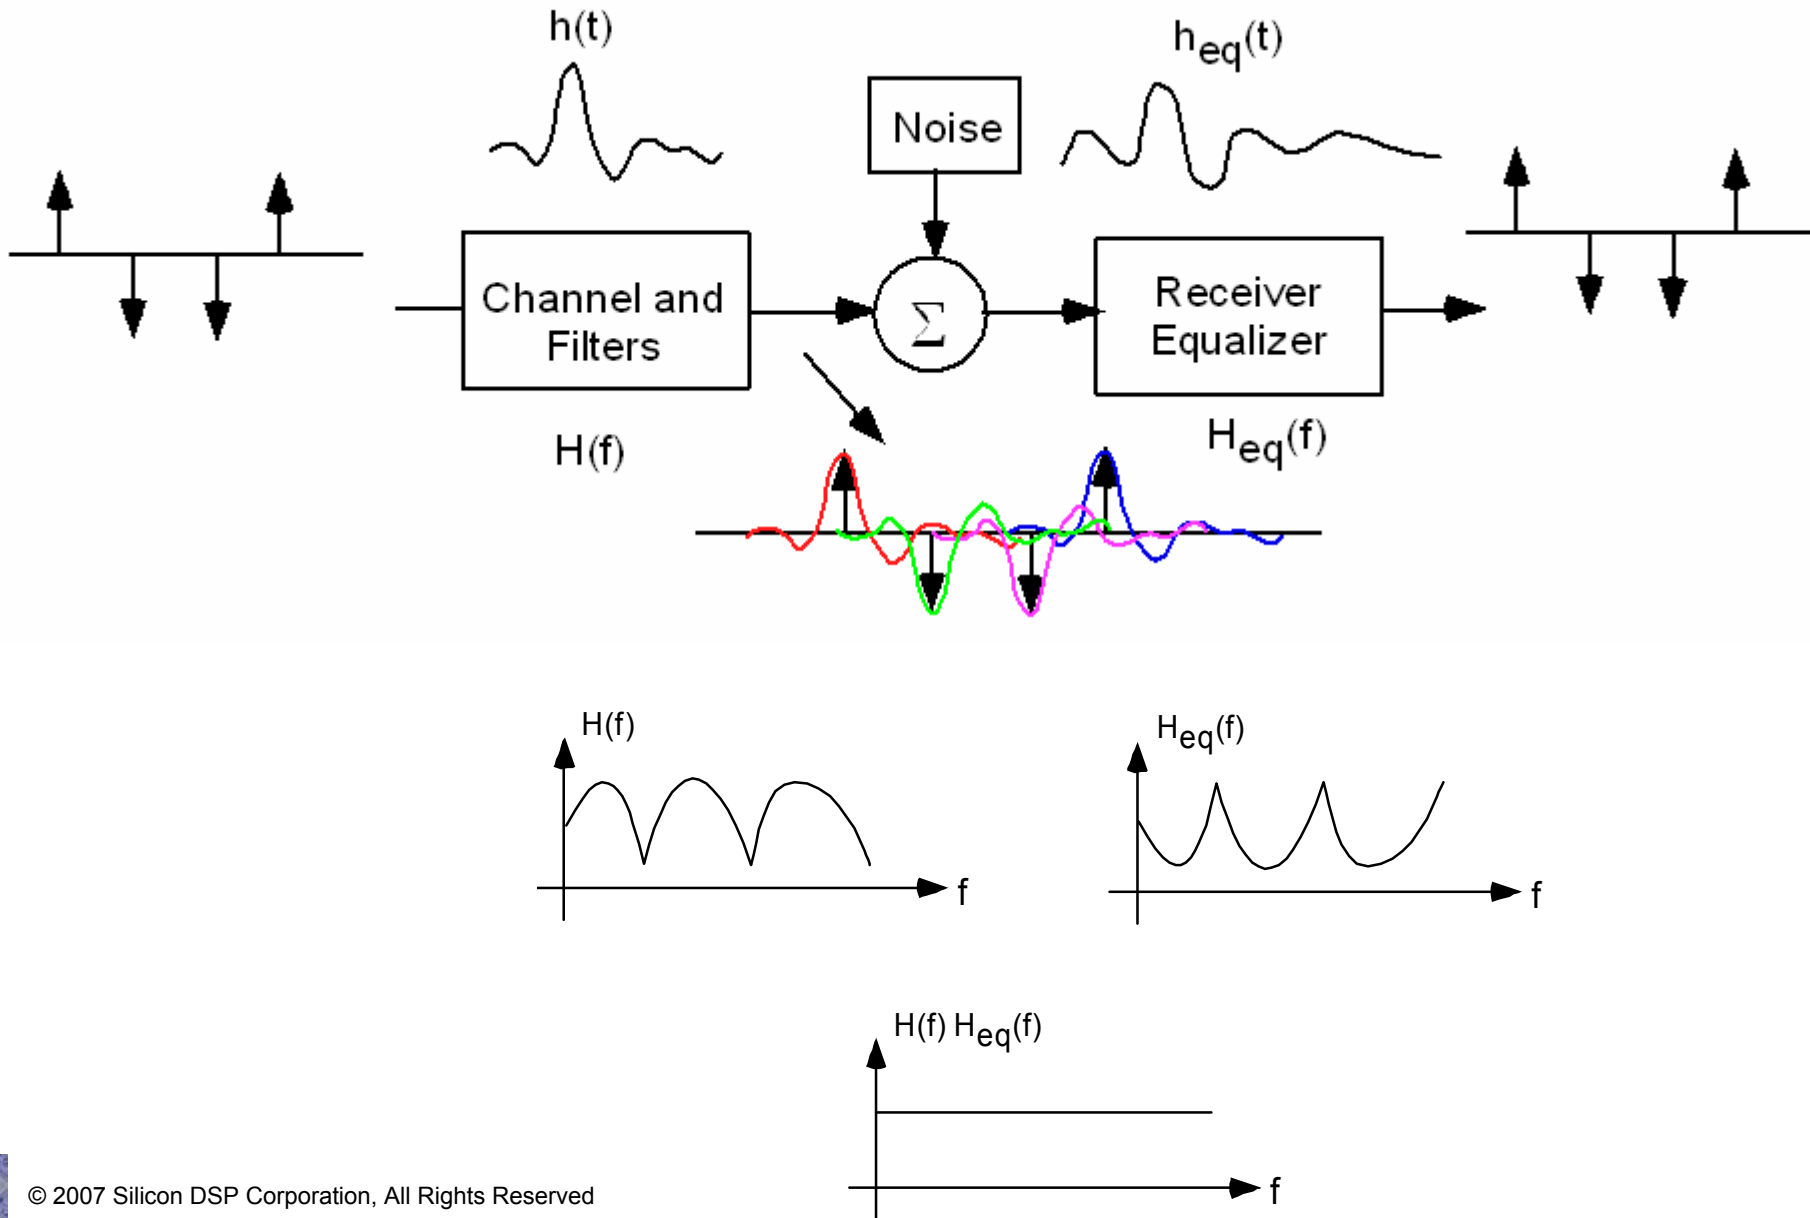 h(t)
heq(t)
Noise
Channel and
Filters
Σ
Receiver
Equalizer
H(f)
Heq(f)
H(f)
f
Heq(f)
f
H(f) Heq(f)
f
© 2007 Silicon DSP Corporation, All Rights Reserved